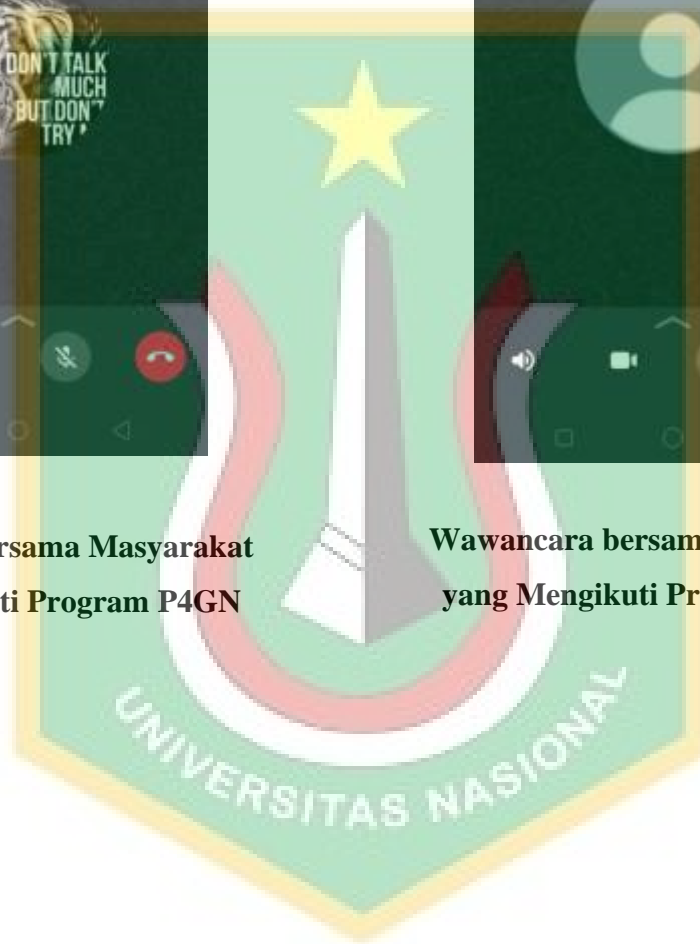 DON'T TALK
MUCH
BUT DON'T
TRY
rsama Masyarakat
ti Program P4GN
Wawancara bersam
yang Mengikuti Pr
UNIVERSITAS NASIONAL